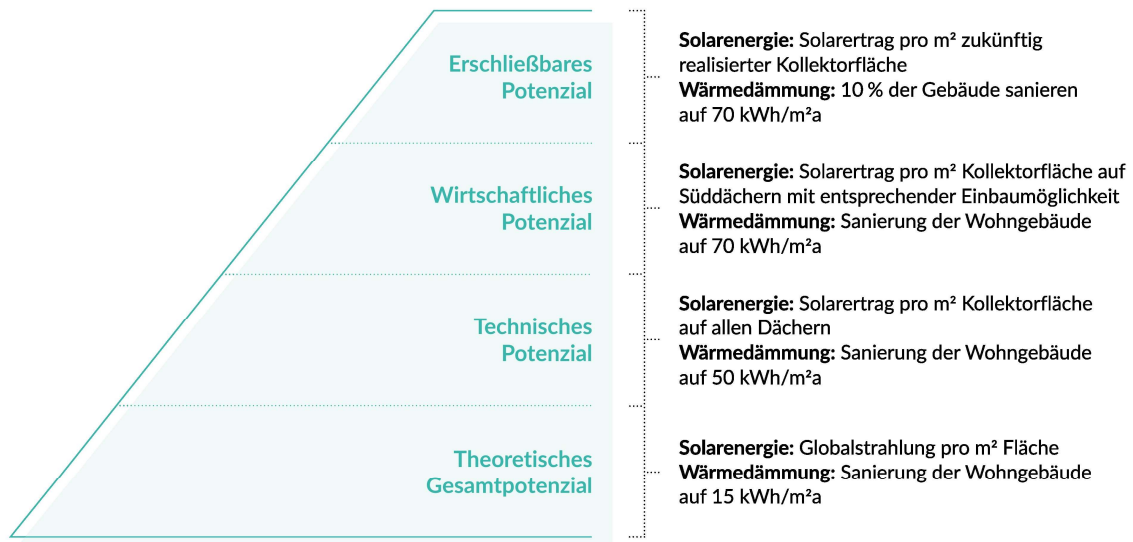 Erschließbares
Potenzial
Solarenergie: Solarertrag pro m² zukünftig
realisierter Kollektorfläche
Wärmedämmung: 10 % der Gebäude sanieren
auf 70 kWh/m²a
Wirtschaftliches
Potenzial
Solarenergie: Solarertrag pro m² Kollektorfläche auf
Süddächern mit entsprechender Einbaumöglichkeit
Wärmedämmung: Sanierung der Wohngebäude
auf 70 kWh/m²a
Technisches
Potenzial
Solarenergie: Solarertrag pro m² Kollektorfläche
auf allen Dächern
Wärmedämmung: Sanierung der Wohngebäude
auf 50 kWh/m²a
Theoretisches
Gesamtpotenzial
Solarenergie: Globalstrahlung pro m² Fläche
Wärmedämmung: Sanierung der Wohngebäude
auf 15 kWh/m²a